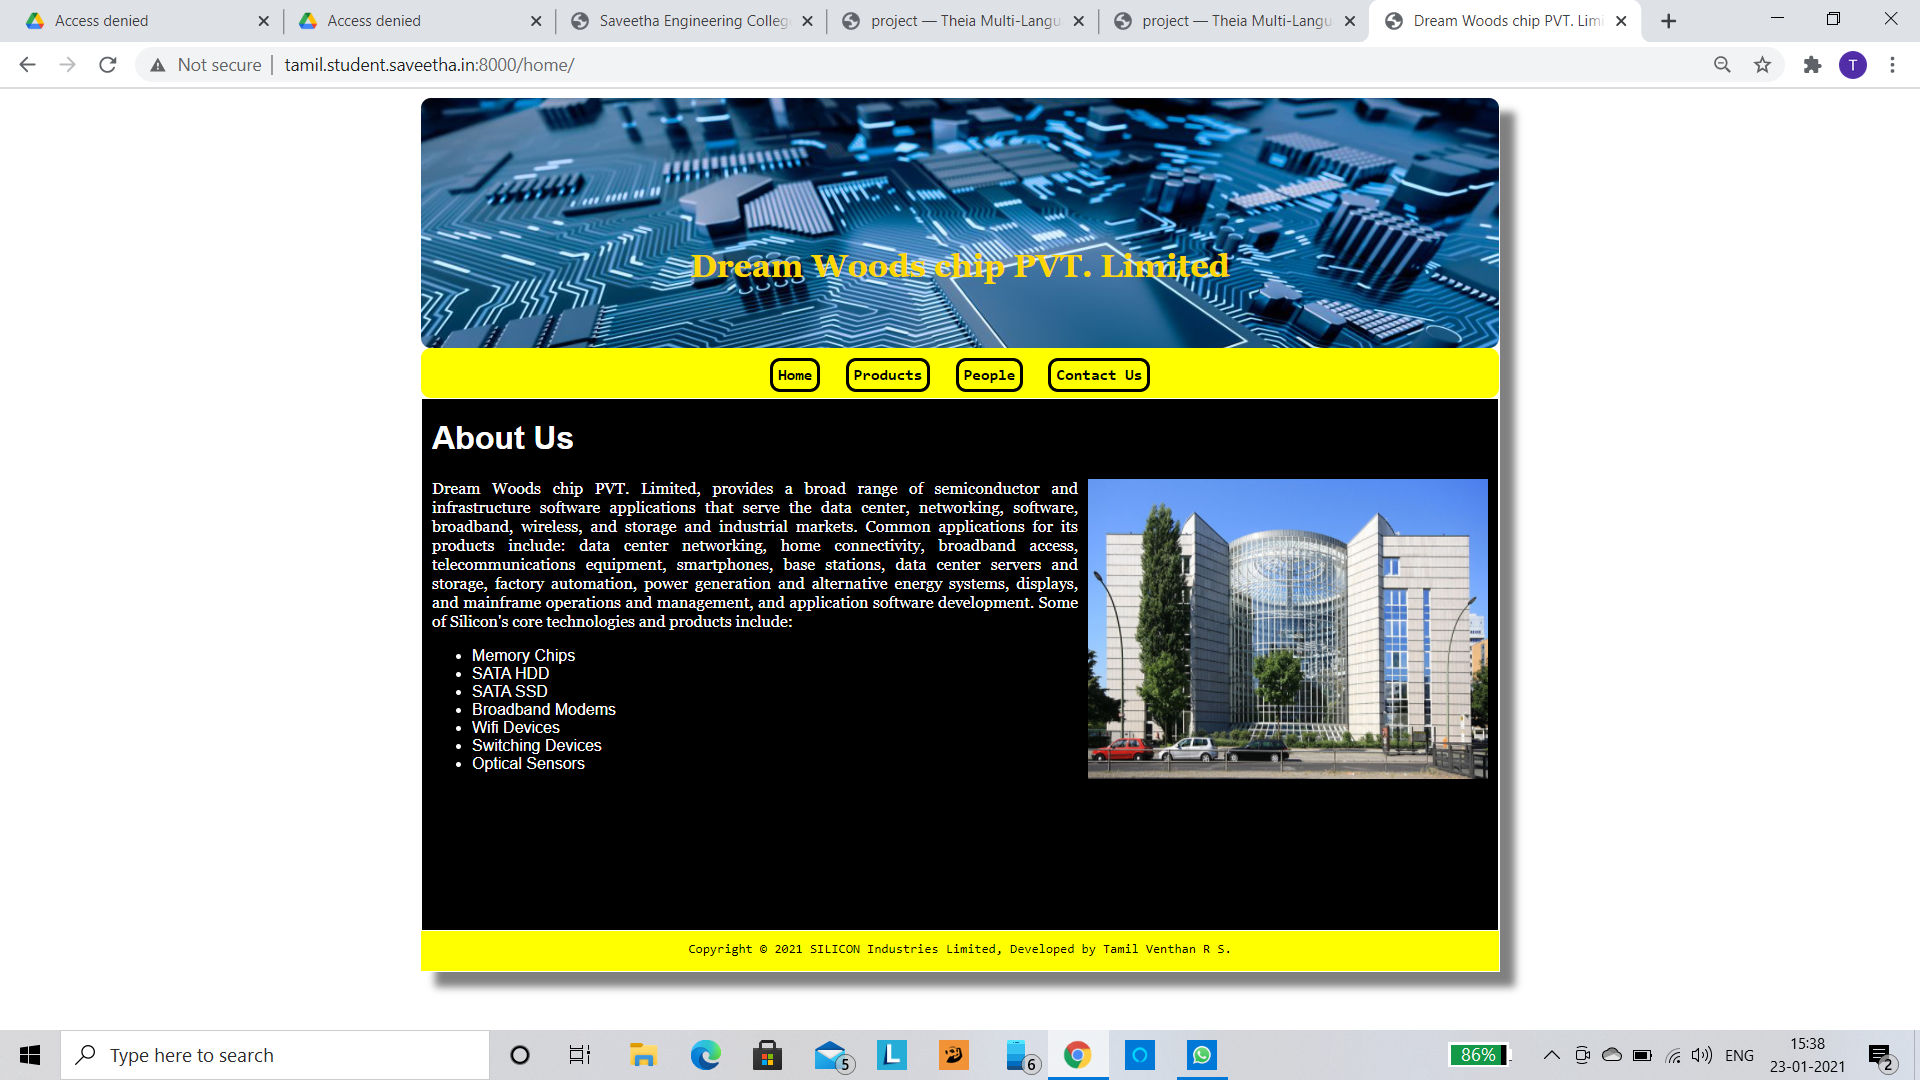 Access denied
Access denied
Saveetha Engineering Colleg
project — Theia Multi-Langu
project — Theia Multi-Langu
Dream Woods chip PVT. Limi
Not secure
tamil.student.saveetha.in:8000/home/
T
Dream Woods chip PVT. Limited
Home
Products
People
Contact Us
About Us
Dream Woods chip PVT. Limited, provides a broad range of semiconductor and
infrastructure software applications that serve the data center, networking, software,
broadband, wireless, and storage and industrial markets. Common applications for its
products include: data center networking, home connectivity, broadband access,
telecommunications equipment, smartphones, base stations, data center servers and
storage, factory automation, power generation and alternative energy systems, displays,
and mainframe operations and management, and application software development. Some
of Silicon's core technologies and products include:
• Memory Chips
• SATA HDD
• SATA SSD
• Broadband Modems
• Wifi Devices
• Switching Devices
• Optical Sensors
Copyright © 2021 SILICON Industries Limited, Developed by Tamil Venthan R S.
Type here to search
5
L
6
86%
ENG
15:38
23-01-2021
2